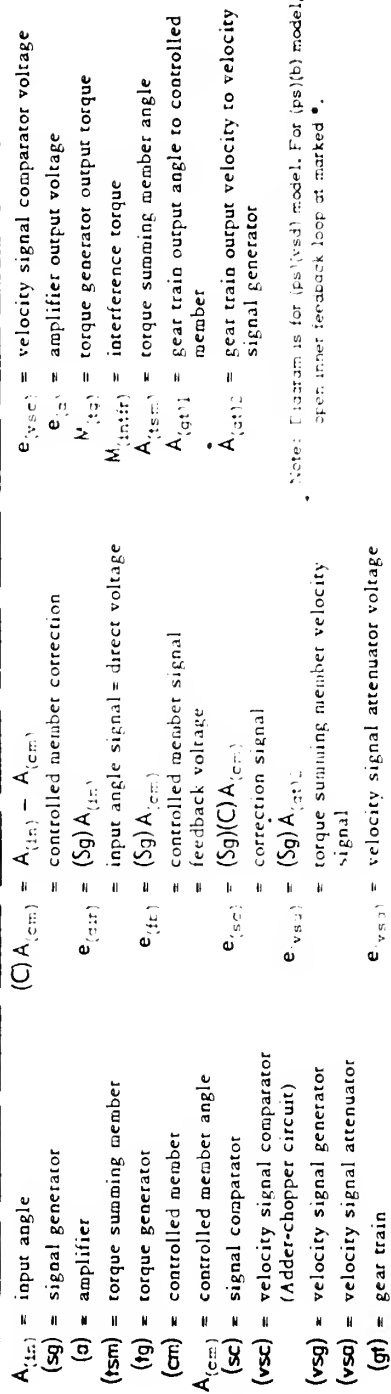 A(in) = input angle
(sg) = signal generator
(a) = amplifier
(tsm) = torque summing member
(tg) = torque generator
(cm) = controlled member
A(cm) = controlled member angle
(sc) = signal comparator
(vsc) = velocity signal comparator
(Adder-chopper circuit)
(vsg) = velocity signal generator
(vsa) = velocity signal attenuator
(gt) = gear train
(C) A(cm) = A(in) − A(cm)
= controlled member correction
e(dir) = (Sg) A(in)
= input angle signal = direct voltage
e(fb) = (Sg) A(cm)
= controlled member signal
feedback voltage
e(sc) = (Sg)(C) A(cm)
= correction signal
e(vsg) = (Sg) Ȧ(gt)2
= torque summing member velocity
signal
e(vsa) = velocity signal attenuator voltage
e(vsc) = velocity signal comparator voltage
e(a) = amplifier output voltage
M(tg) = torque generator output torque
M(intfr) = interference torque
A(tsm) = torque summing member angle
A(gt)1 = gear train output angle to controlled
member
Ȧ(gt)2 = gear train output velocity to velocity
signal generator
Note: Diagram is for (ps)(vsd) model. For (ps)(b) model,
open inner feedback loop at marked *.